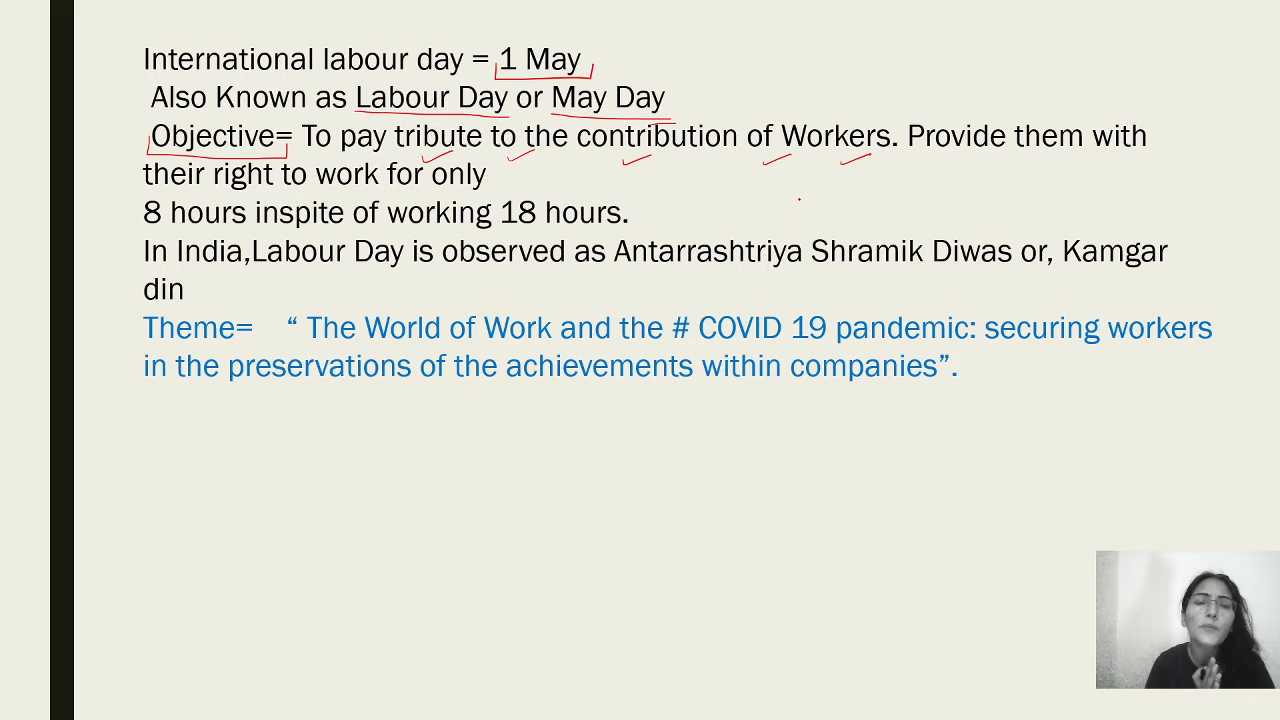 International labour day = 1 May
Also Known as Labour Day or May Day
Objective= To pay tribute to the contribution of Workers. Provide them with
their right to work for only
8 hours inspite of working 18 hours.
In India,Labour Day is observed as Antarrashtriya Shramik Diwas or, Kamgar
din
Theme= “ The World of Work and the # COVID 19 pandemic: securing workers
in the preservations of the achievements within companies”.